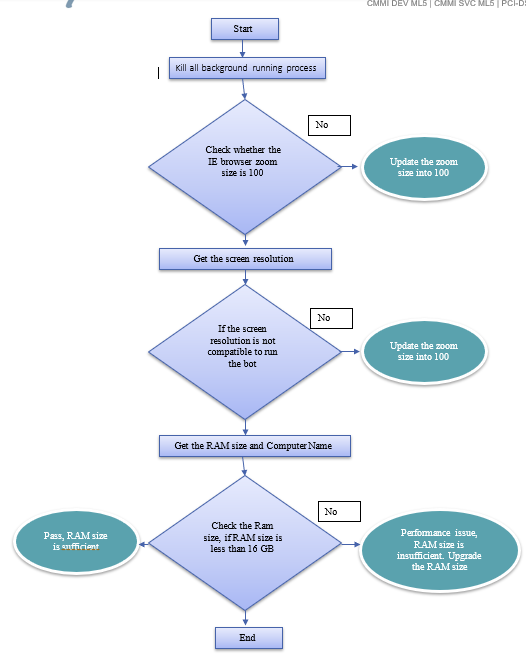 CMMI DEV ML5 | CMMI SVC ML5 | PCI-DS
Start
Kill all background running process
No
Check whether the
IE browser zoom
size is 100
Update the zoom
size into 100
Get the screen resolution
No
If the screen
resolution is not
compatible to run
the bot
Update the zoom
size into 100
Get the RAM size and ComputerName
No
Check the Ram
size, if RAM size is
less than 16 GB
Pass, RAM size
is sufficient
Performance issue,
RAM size is
insufficient. Upgrade
the RAM size
End